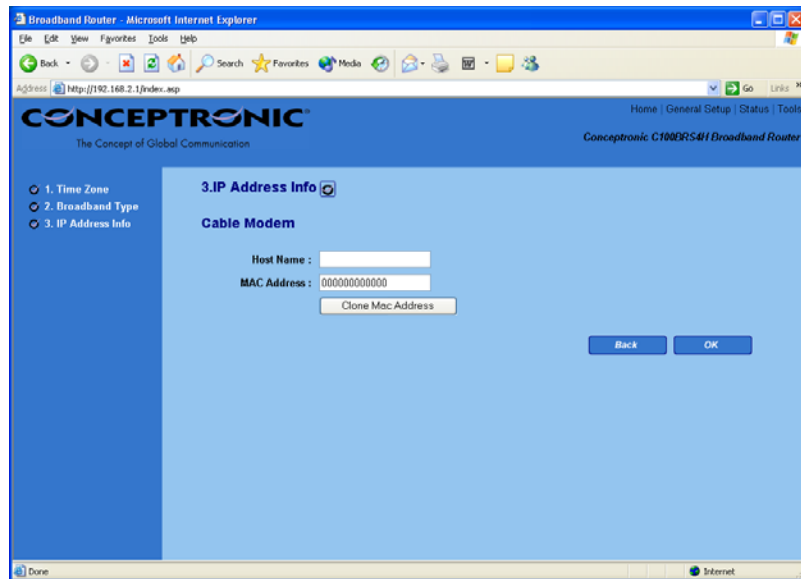 Broadband Router - Microsoft Internet Explorer
File Edit View Favorites Tools Help
Back Search Favorites Media
Address http://192.168.2.1/index.asp Go Links
CONCEPTRONIC
The Concept of Global Communication
Home | General Setup | Status | Tools
Conceptronic C100BRS4H Broadband Router
1. Time Zone
2. Broadband Type
3. IP Address Info
3.IP Address Info
Cable Modem
Host Name :
MAC Address : 000000000000
Clone Mac Address
Back OK
Done Internet